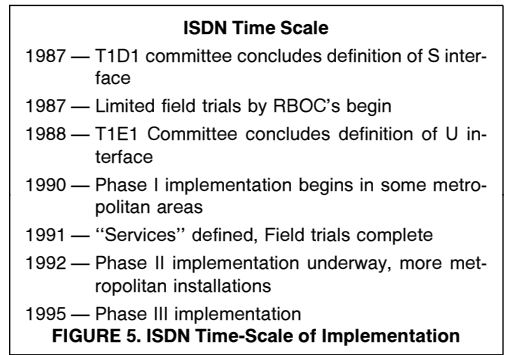 ISDN Time Scale
1987 — T1D1 committee concludes definition of S inter-
face
1987 — Limited field trials by RBOC's begin
1988 — T1E1 Committee concludes definition of U in-
terface
1990 — Phase I implementation begins in some metro-
politan areas
1991 — ‘‘Services’’ defined, Field trials complete
1992 — Phase II implementation underway, more met-
ropolitan installations
1995 — Phase III implementation
FIGURE 5. ISDN Time-Scale of Implementation